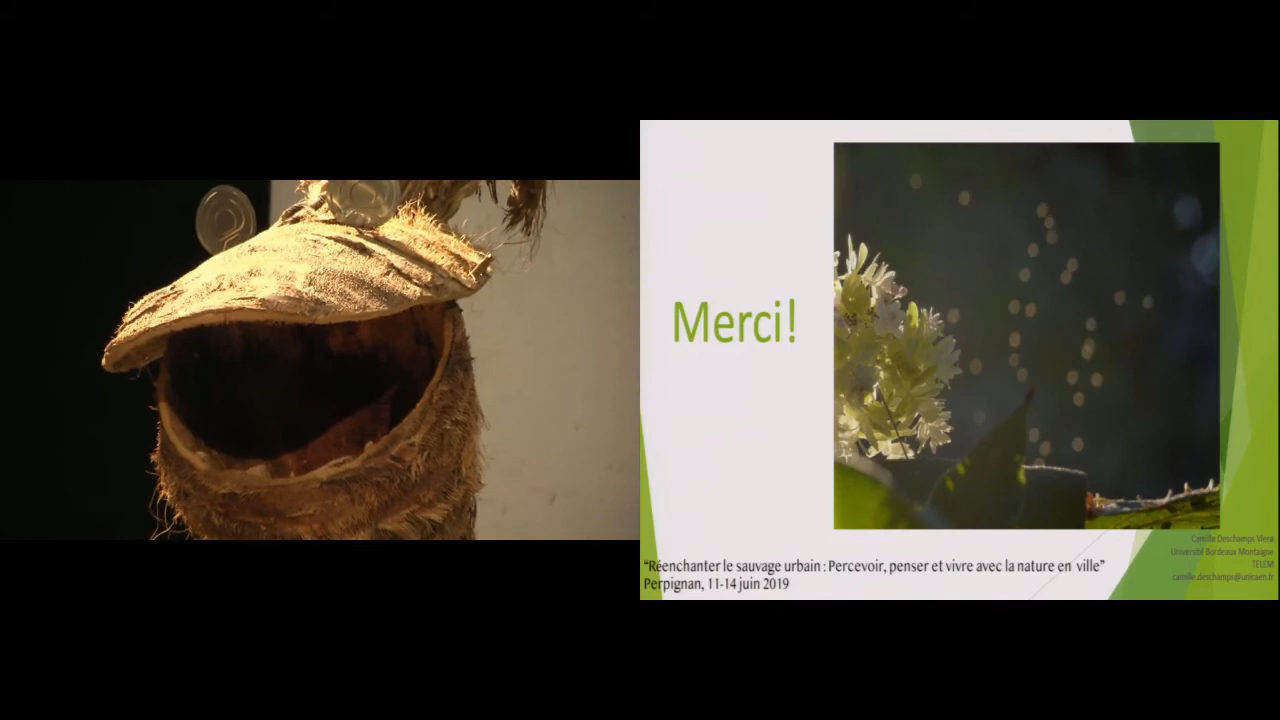 Merci!
“Réenchanter le sauvage urbain : Percevoir, penser et vivre avec la nature en ville”
Perpignan, 11-14 juin 2019
Camille Deschamps Vierø
Université Bordeaux Montaigne
TELEM
camille.deschamps@unicaen.fr